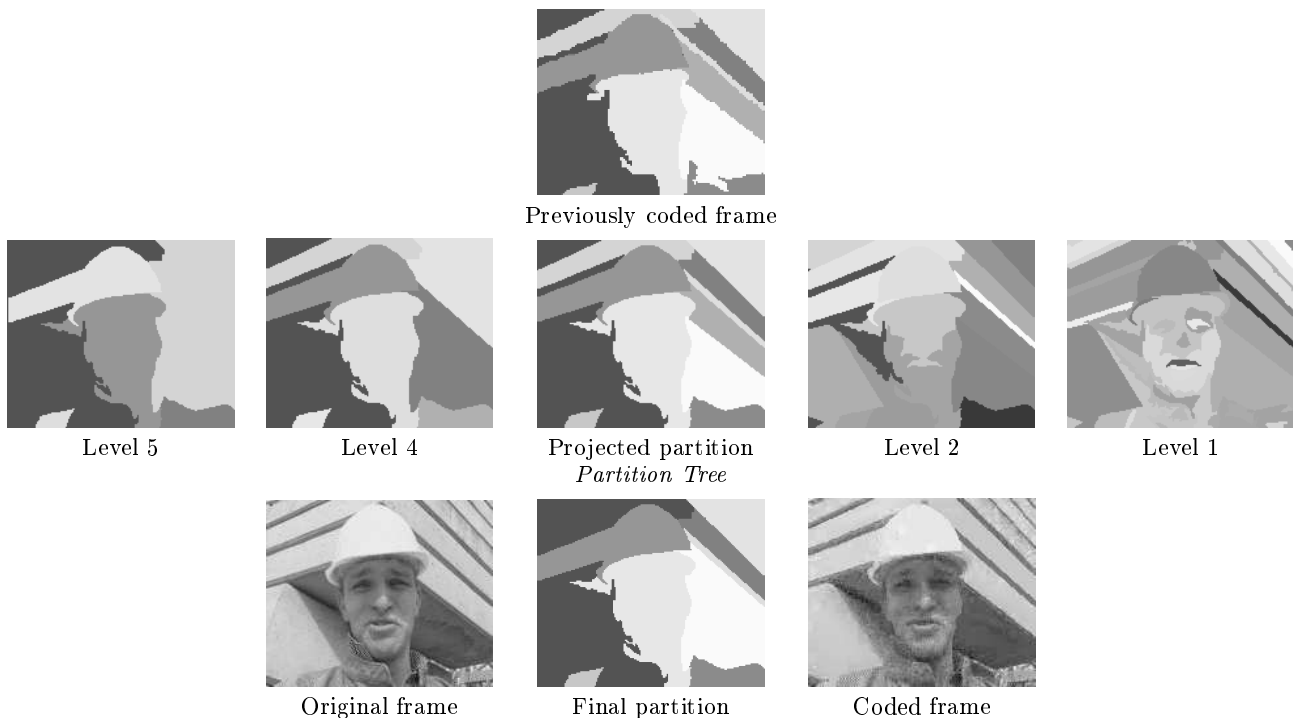 Previously coded frame
Level 5
Level 4
Projected partition
Partition Tree
Level 2
Level 1
Original frame
Final partition
Coded frame